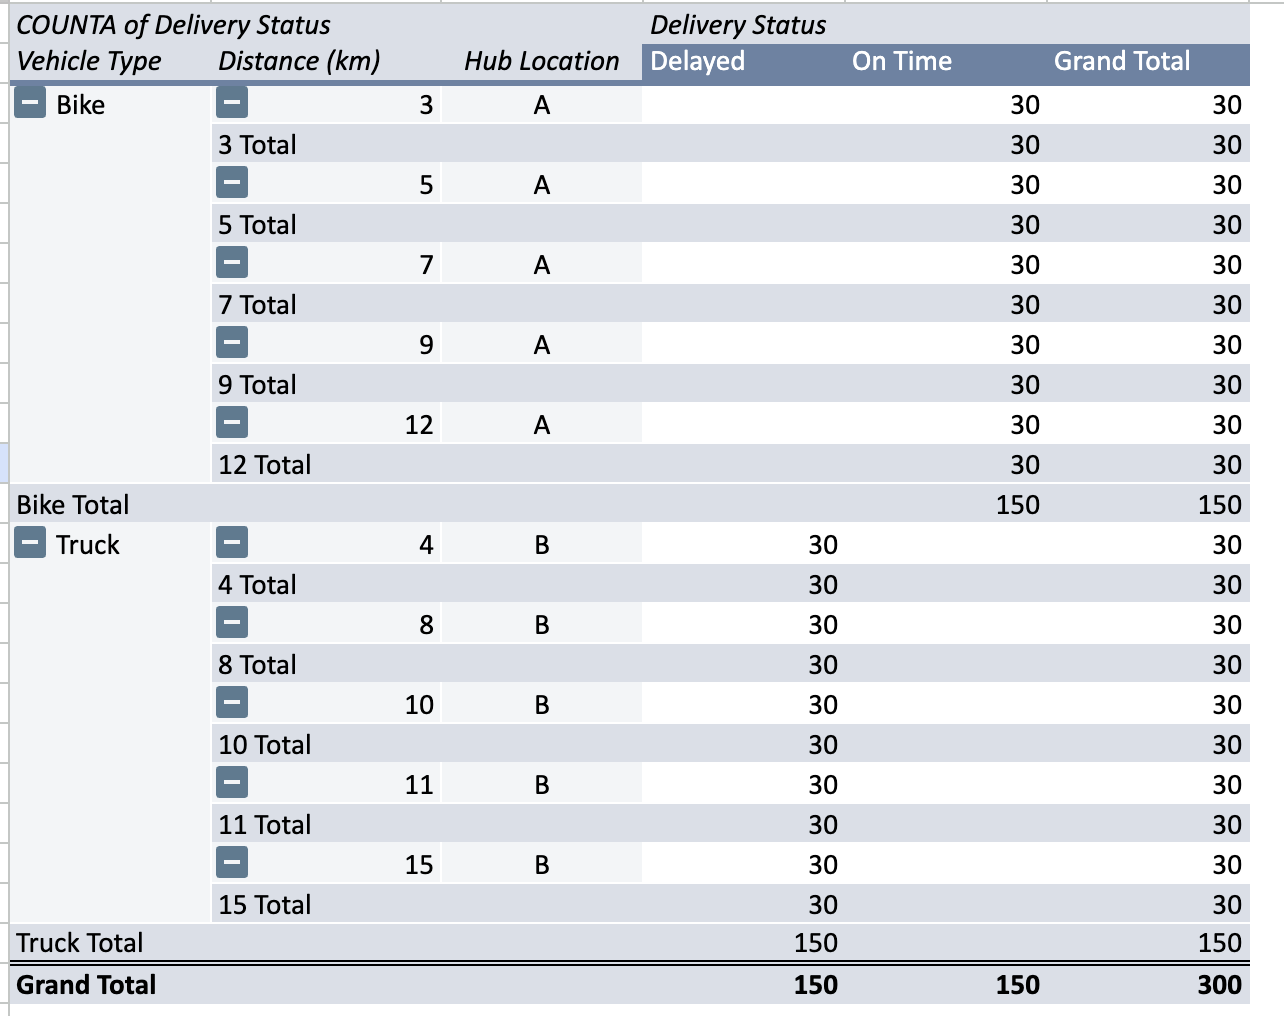 COUNTA of Delivery Status Delivery Status
Vehicle Type Distance (km) Hub Location Delayed On Time Grand Total
Bike 3 A 30 30
3 Total 30 30
5 A 30 30
5 Total 30 30
7 A 30 30
7 Total 30 30
9 A 30 30
9 Total 30 30
12 A 30 30
12 Total 30 30
Bike Total 150 150
Truck 4 B 30 30
4 Total 30 30
8 B 30 30
8 Total 30 30
10 B 30 30
10 Total 30 30
11 B 30 30
11 Total 30 30
15 B 30 30
15 Total 30 30
Truck Total 150 150
Grand Total 150 150 300